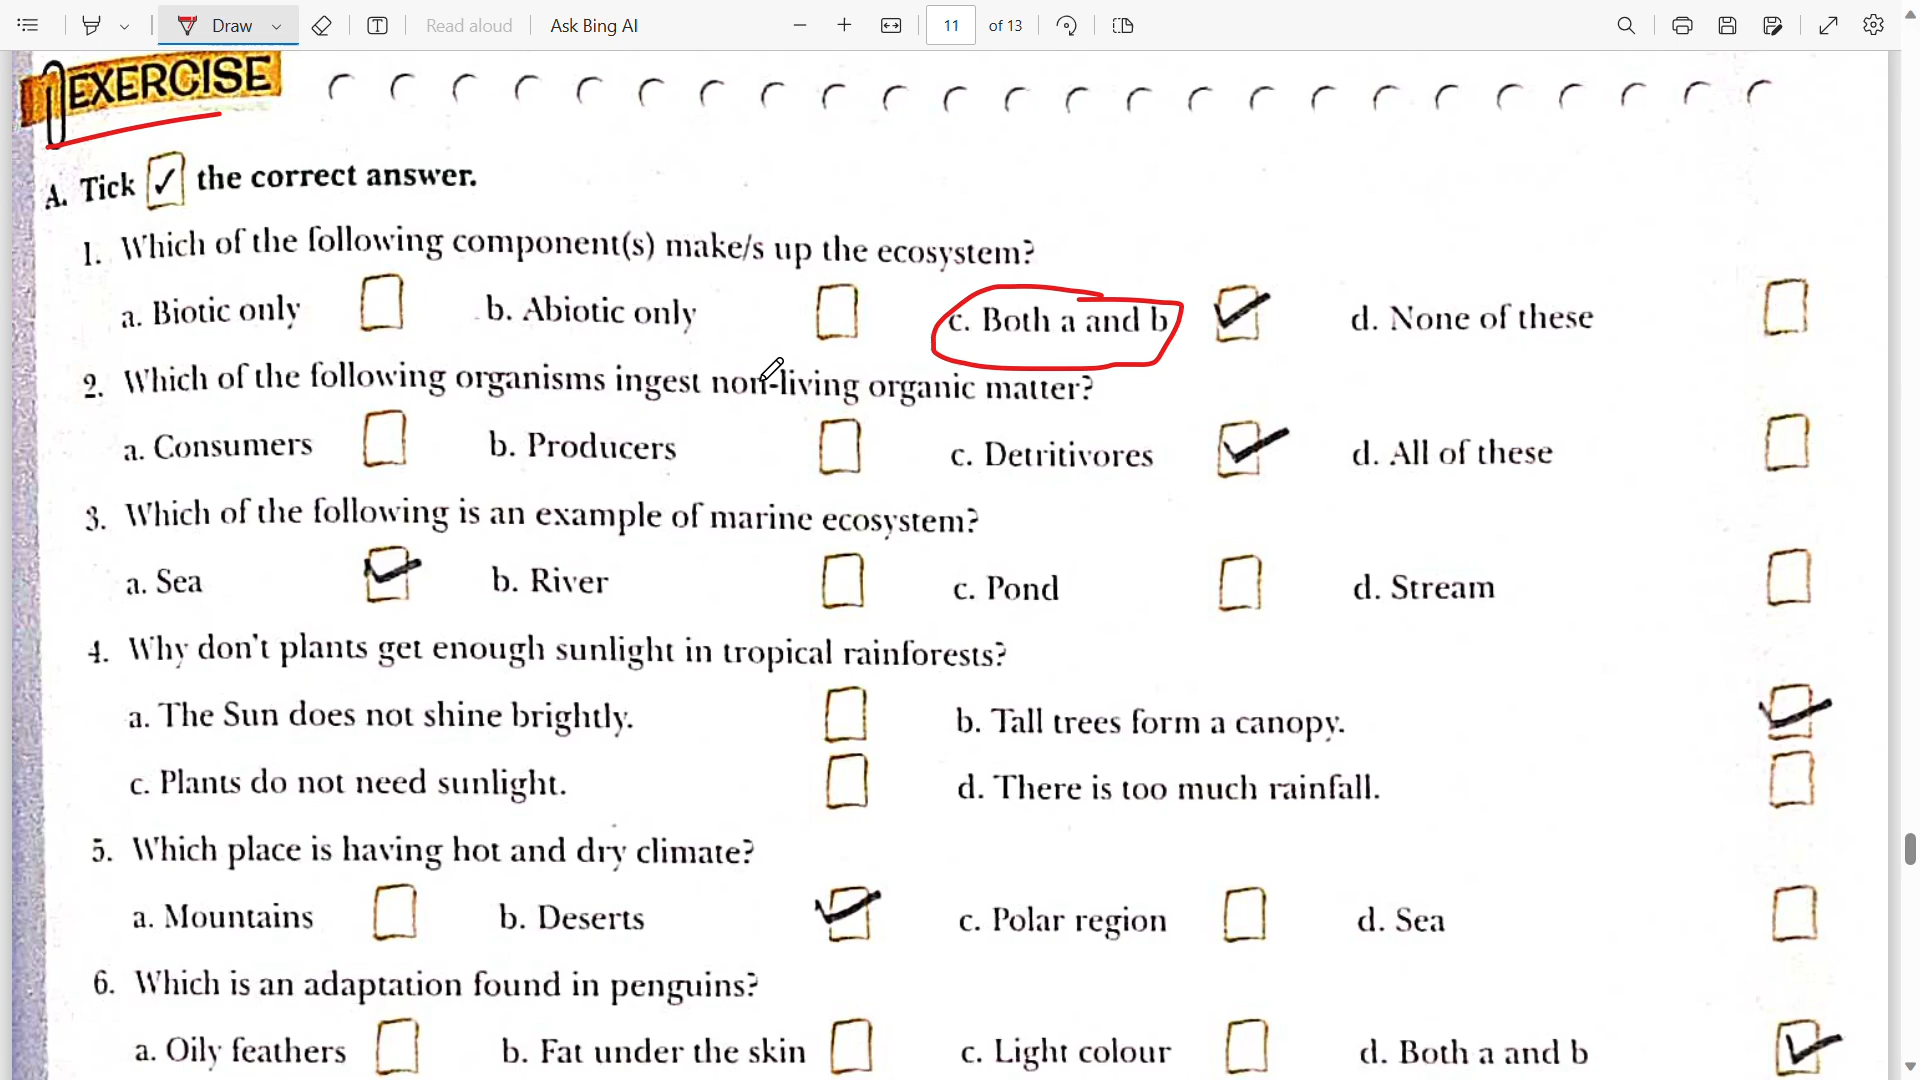 Draw
Read aloud
Ask Bing AI
11 of 13
EXERCISE
A. Tick ✓ the correct answer.
1. Which of the following component(s) make/s up the ecosystem?
a. Biotic only b. Abiotic only c. Both a and b d. None of these
2. Which of the following organisms ingest non-living organic matter?
a. Consumers b. Producers c. Detritivores d. All of these
3. Which of the following is an example of marine ecosystem?
a. Sea b. River c. Pond d. Stream
4. Why don't plants get enough sunlight in tropical rainforests?
a. The Sun does not shine brightly. b. Tall trees form a canopy.
c. Plants do not need sunlight. d. There is too much rainfall.
5. Which place is having hot and dry climate?
a. Mountains b. Deserts c. Polar region d. Sea
6. Which is an adaptation found in penguins?
a. Oily feathers b. Fat under the skin c. Light colour d. Both a and b